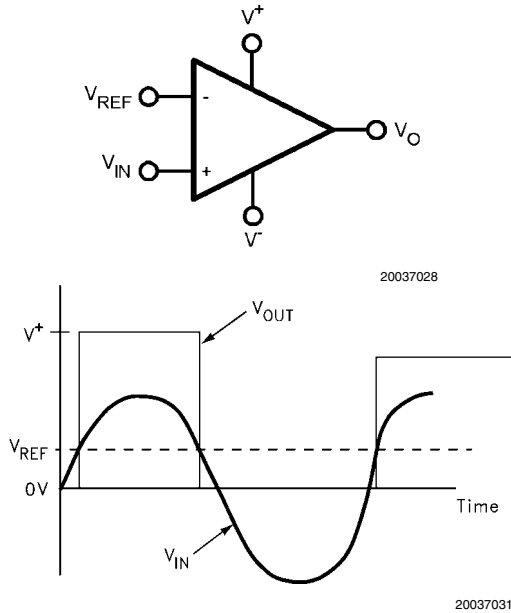 V+
VREF
-
VO
VIN
+
V-
20037028
VOUT
V+
VREF
0V
Time
VIN
20037031